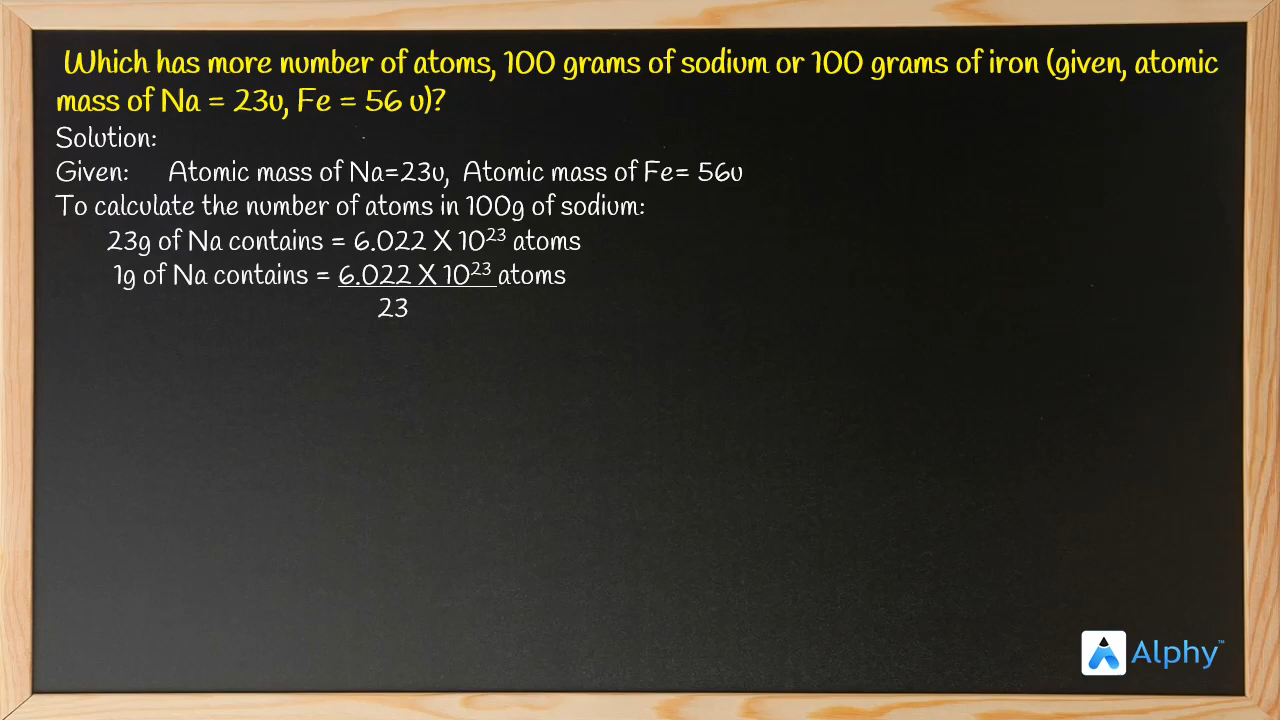 Which has more number of atoms, 100 grams of sodium or 100 grams of iron (given, atomic
mass of Na = 23u, Fe = 56 u)?
Solution:
Given: Atomic mass of Na=23u, Atomic mass of Fe= 56u
To calculate the number of atoms in 100g of sodium:
23g of Na contains = 6.022 X 10²³ atoms
1g of Na contains = 6.022 X 10²³ atoms
23
Alphy™